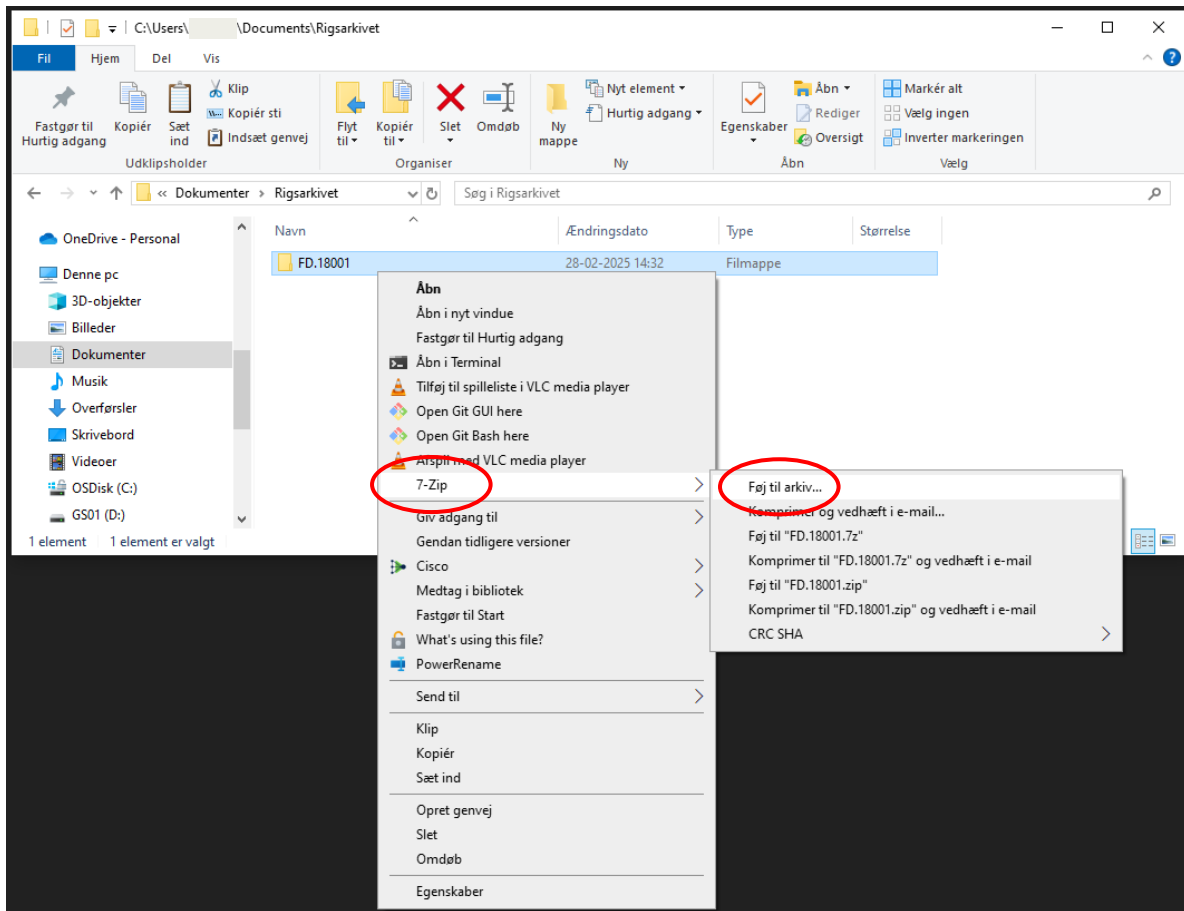 C:\Users\ \Documents\Rigsarkivet
Fil Hjem Del Vis
Fastgør til Hurtig adgang
Kopiér
Sæt ind
Klip
Kopiér sti
Indsæt genvej
Udklipsholder
Flyt til
Kopiér til
Slet
Omdøb
Organiser
Ny mappe
Nyt element
Hurtig adgang
Ny
Egenskaber
Åbn
Rediger
Oversigt
Åbn
Markér alt
Vælg ingen
Inverter markeringen
Vælg
« Dokumenter > Rigsarkivet
Søg i Rigsarkivet
OneDrive - Personal
Denne pc
3D-objekter
Billeder
Dokumenter
Musik
Overførsler
Skrivebord
Videoer
OSDisk (C:)
GS01 (D:)
Navn Ændringsdato Type Størrelse
FD.18001 28-02-2025 14:32 Filmappe
Åbn
Åbn i nyt vindue
Fastgør til Hurtig adgang
Åbn i Terminal
Tilføj til spilleliste i VLC media player
Open Git GUI here
Open Git Bash here
Afspil med VLC media player
7-Zip
Giv adgang til
Gendan tidligere versioner
Cisco
Medtag i bibliotek
Fastgør til Start
What's using this file?
PowerRename
Send til
Klip
Kopiér
Sæt ind
Opret genvej
Slet
Omdøb
Egenskaber
Føj til arkiv...
Komprimer og vedhæft i e-mail...
Føj til "FD.18001.7z"
Komprimer til "FD.18001.7z" og vedhæft i e-mail
Føj til "FD.18001.zip"
Komprimer til "FD.18001.zip" og vedhæft i e-mail
CRC SHA
1 element 1 element er valgt